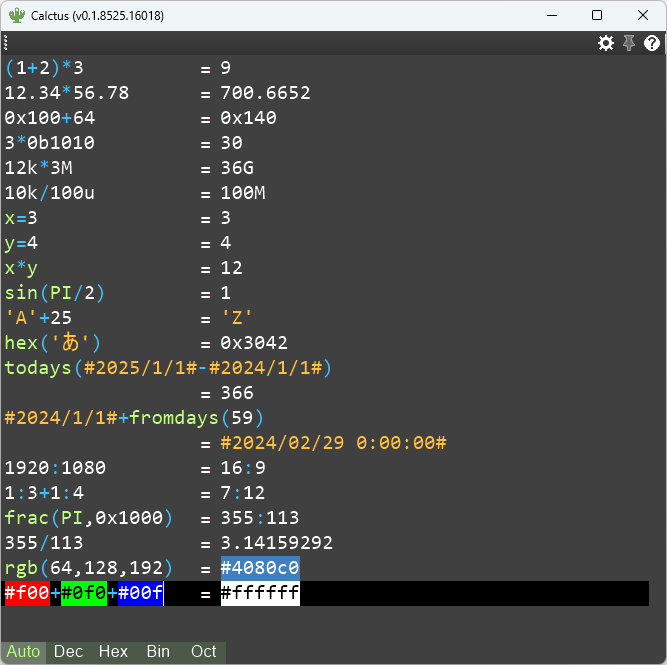 Calctus (v0.1.8525.16018)
(1+2)*3 = 9
12.34*56.78 = 700.6652
0x100+64 = 0x140
3*0b1010 = 30
12k*3M = 36G
10k/100u = 100M
x=3 = 3
y=4 = 4
x*y = 12
sin(PI/2) = 1
'A'+25 = 'Z'
hex('あ') = 0x3042
todays(#2025/1/1#-#2024/1/1#)
= 366
#2024/1/1#+fromdays(59)
= #2024/02/29 0:00:00#
1920:1080 = 16:9
1:3+1:4 = 7:12
frac(PI,0x1000) = 355:113
355/113 = 3.14159292
rgb(64,128,192) = #4080c0
#f00+#0f0+#00f = #ffffff
Auto Dec Hex Bin Oct